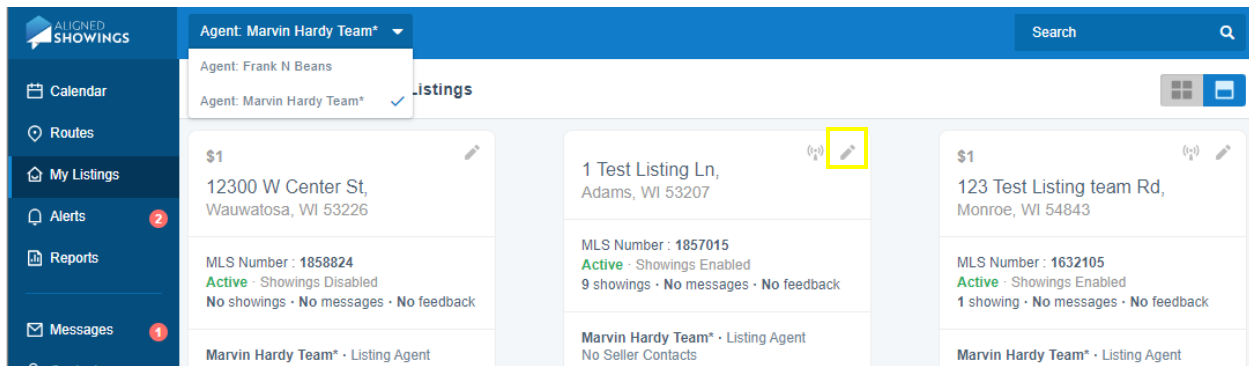 ALIGNED
SHOWINGS
Agent: Marvin Hardy Team*
Search
Agent: Frank N Beans
Agent: Marvin Hardy Team*
Listings
Calendar
Routes
My Listings
Alerts 2
Reports
Messages 1
$1
12300 W Center St,
Wauwatosa, WI 53226
MLS Number : 1858824
Active · Showings Disabled
No showings · No messages · No feedback
Marvin Hardy Team* · Listing Agent
1 Test Listing Ln,
Adams, WI 53207
MLS Number : 1857015
Active · Showings Enabled
9 showings · No messages · No feedback
Marvin Hardy Team* · Listing Agent
No Seller Contacts
$1
123 Test Listing team Rd,
Monroe, WI 54843
MLS Number : 1632105
Active · Showings Enabled
1 showing · No messages · No feedback
Marvin Hardy Team* · Listing Agent